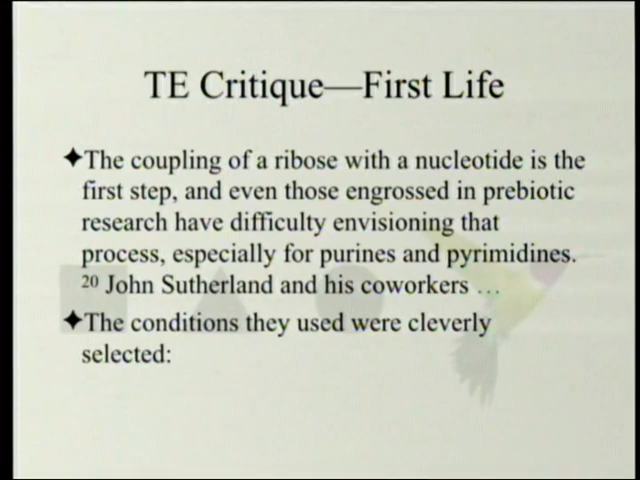 TE Critique—First Life
✦The coupling of a ribose with a nucleotide is the
first step, and even those engrossed in prebiotic
research have difficulty envisioning that
process, especially for purines and pyrimidines.
20 John Sutherland and his coworkers …
✦The conditions they used were cleverly
selected: